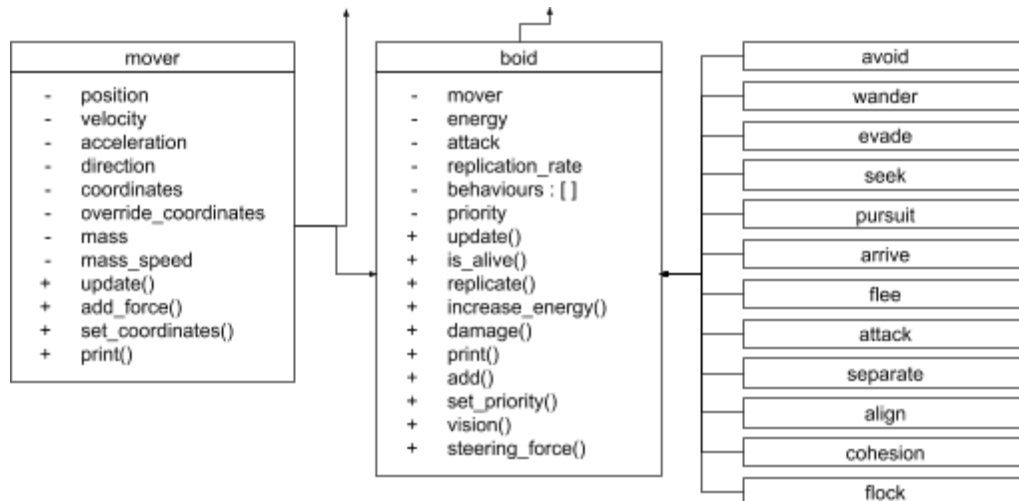 mover
- position
- velocity
- acceleration
- direction
- coordinates
- override_coordinates
- mass
- mass_speed
+ update()
+ add_force()
+ set_coordinates()
+ print()
boid
- mover
- energy
- attack
- replication_rate
- behaviours : [ ]
- priority
+ update()
+ is_alive()
+ replicate()
+ increase_energy()
+ damage()
+ print()
+ add()
+ set_priority()
+ vision()
+ steering_force()
avoid
wander
evade
seek
pursuit
arrive
flee
attack
separate
align
cohesion
flock